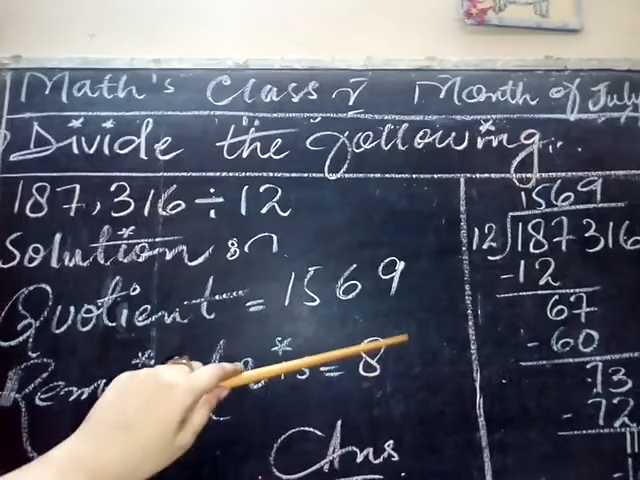 Math's Class V Month of July
Divide the following..
187,316÷12
Solution:
Quotient = 1569
= 8
Ans
1569
12)187316
-12
67
-60
73
-72
11